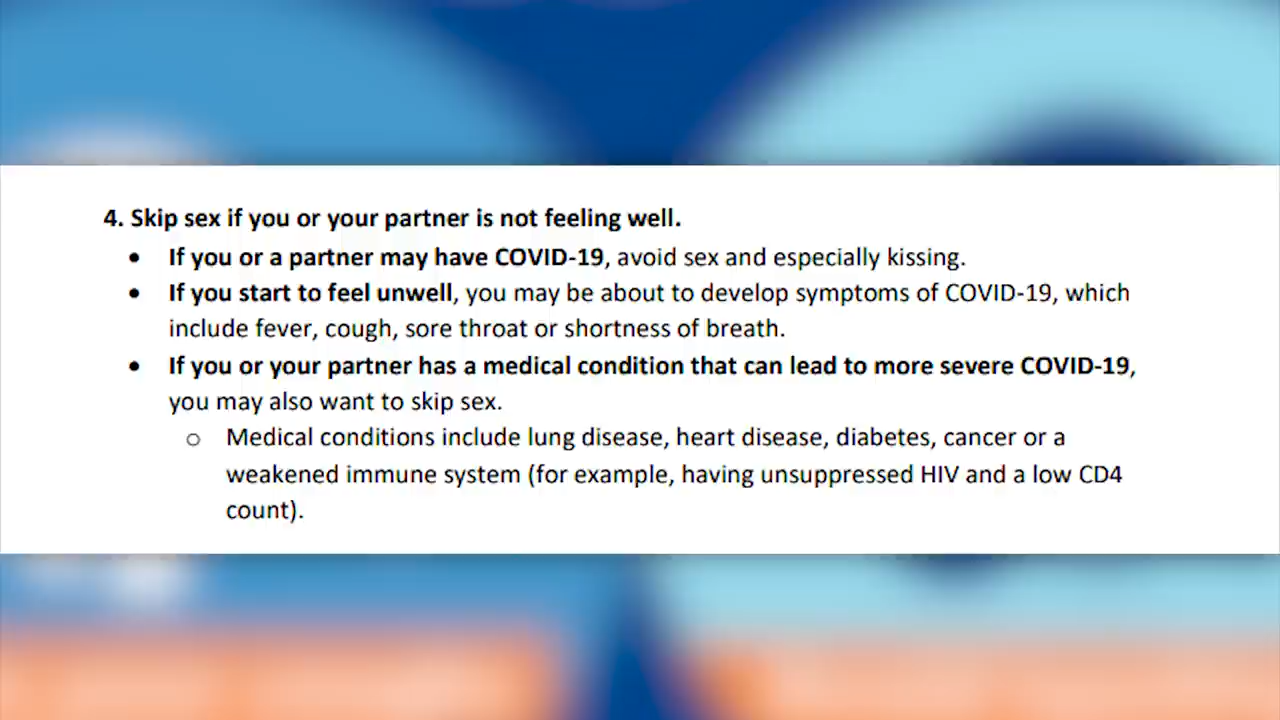 4. Skip sex if you or your partner is not feeling well.
• If you or a partner may have COVID-19, avoid sex and especially kissing.
• If you start to feel unwell, you may be about to develop symptoms of COVID-19, which
include fever, cough, sore throat or shortness of breath.
• If you or your partner has a medical condition that can lead to more severe COVID-19,
you may also want to skip sex.
o Medical conditions include lung disease, heart disease, diabetes, cancer or a
weakened immune system (for example, having unsuppressed HIV and a low CD4
count).